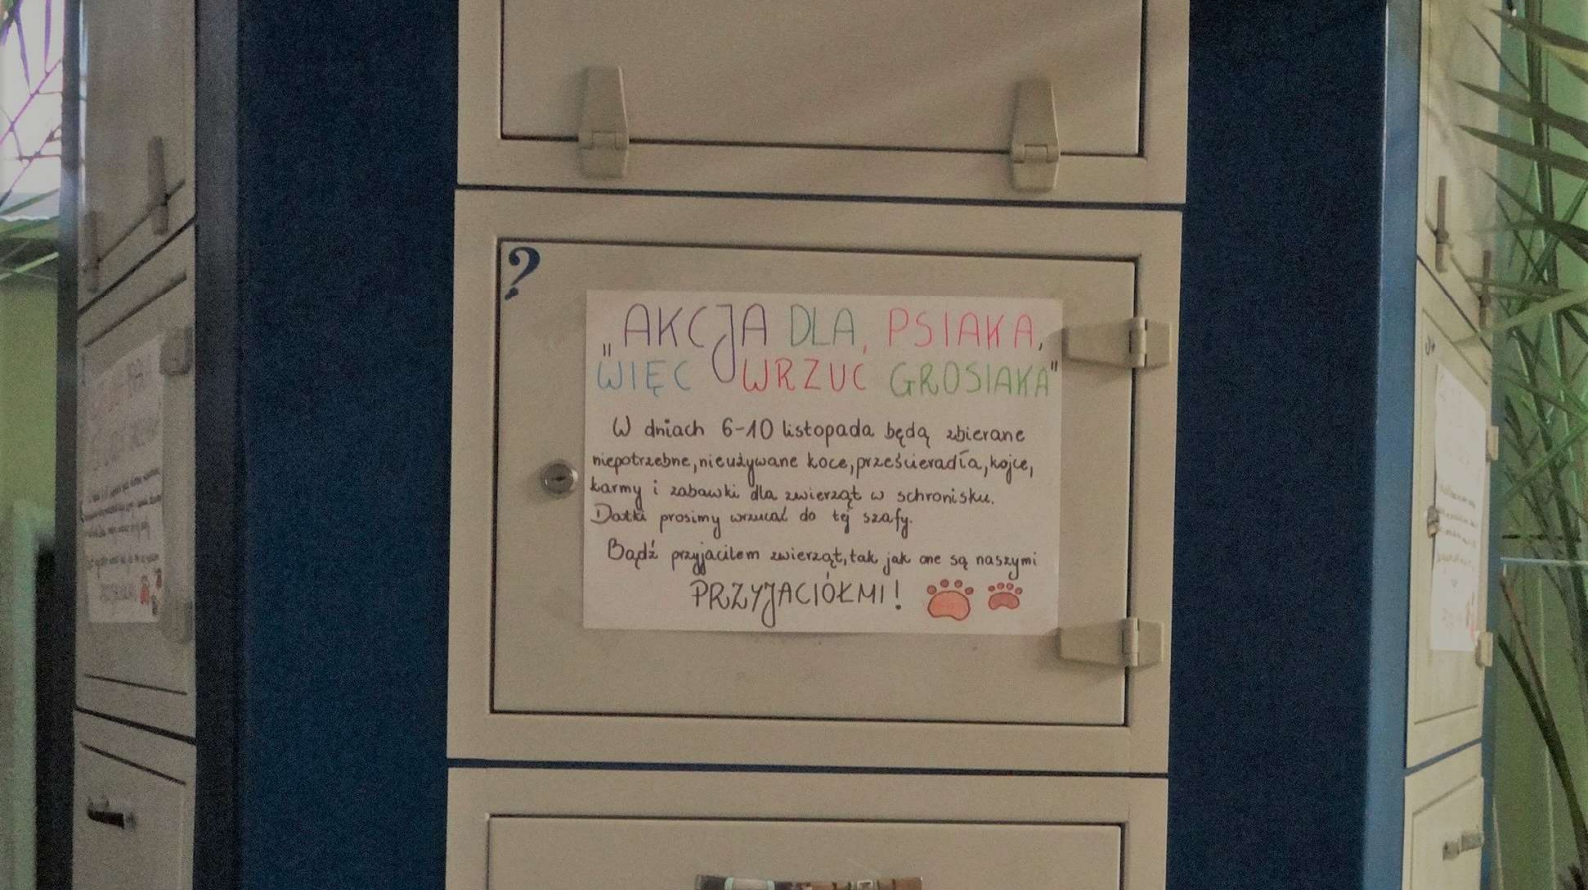 ?
„AKCJA DLA PSIAKA,
WIĘC WRZUĆ GROSIAKA"
W dniach 6-10 listopada będą zbierane
niepotrzebne, nieużywane koce, prześcieradła, kojce,
karmy i zabawki dla zwierząt w schronisku.
Datki prosimy wrzucać do tej szafy.
Bądź przyjacilem zwierząt, tak jak one są naszymi
PRZYJACIÓŁMI!